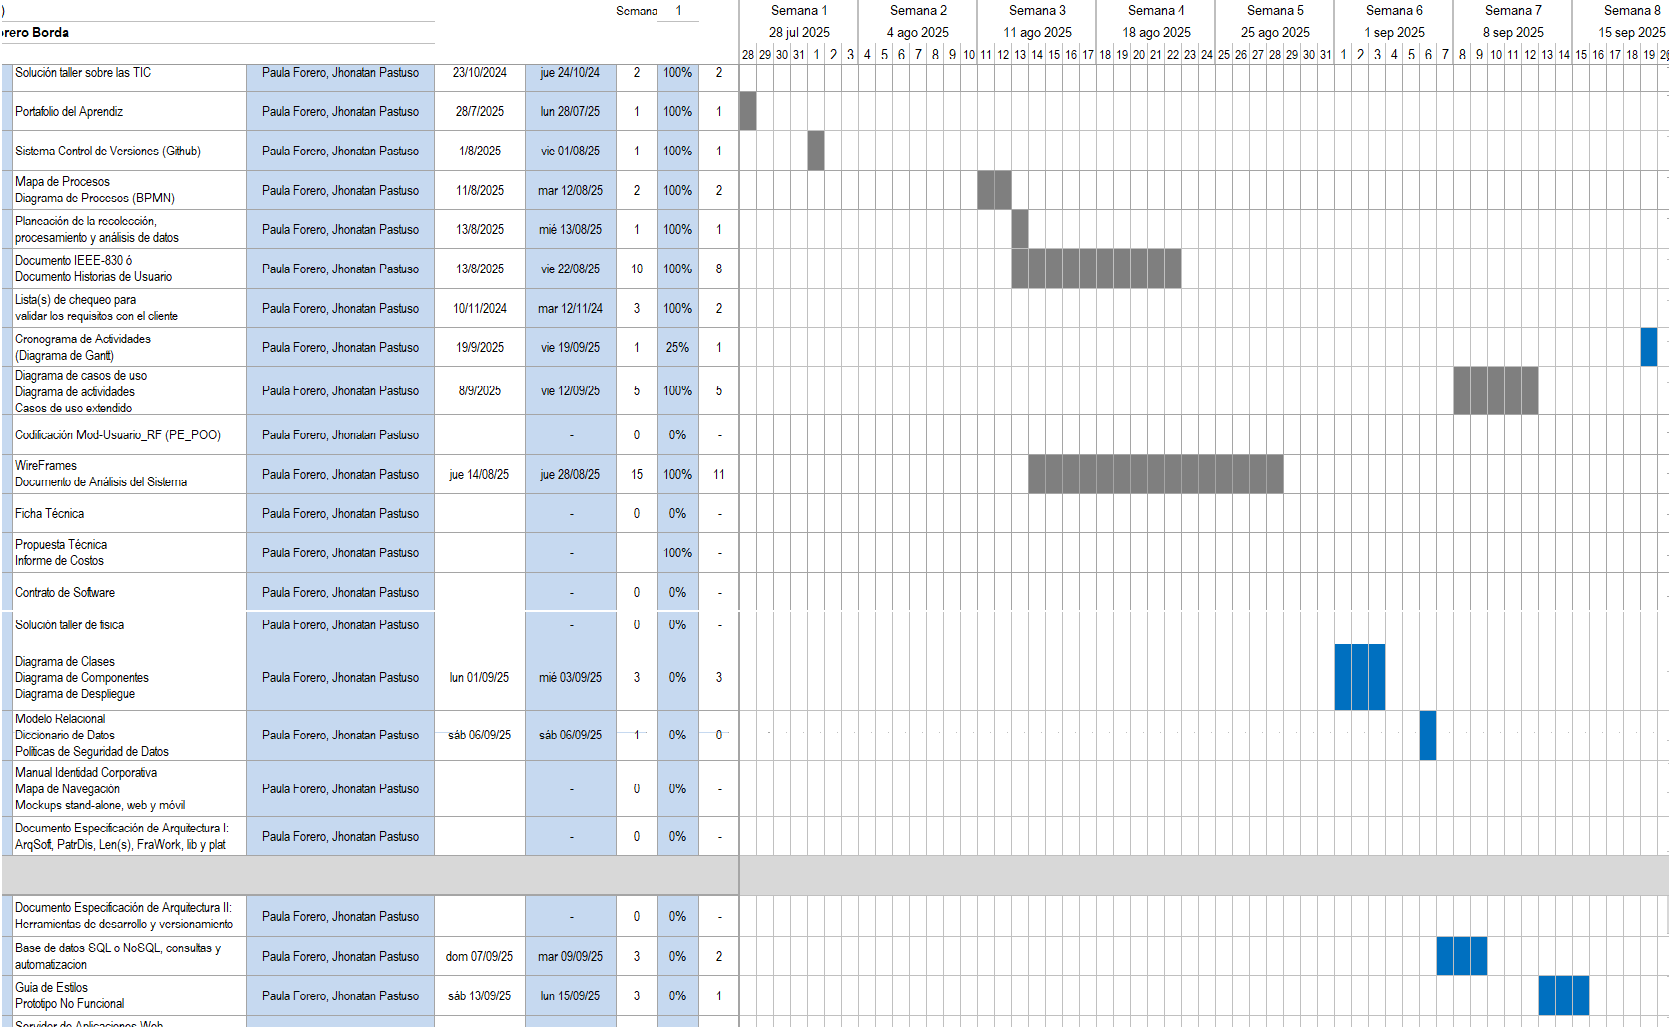 ) Semana 1 Semana 1 Semana 2 Semana 3 Semana 4 Semana 5 Semana 6 Semana 7 Semana 8
orero Borda 28 jul 2025 4 ago 2025 11 ago 2025 18 ago 2025 25 ago 2025 1 sep 2025 8 sep 2025 15 sep 2025
28 29 30 31 1 2 3 4 5 6 7 8 9 10 11 12 13 14 15 16 17 18 19 20 21 22 23 24 25 26 27 28 29 30 31 1 2 3 4 5 6 7 8 9 10 11 12 13 14 15 16 17 18 19 20
Solución taller sobre las TIC Paula Forero, Jhonatan Pastuso 23/10/2024 jue 24/10/24 2 100% 2
Portafolio del Aprendiz Paula Forero, Jhonatan Pastuso 28/7/2025 lun 28/07/25 1 100% 1
Sistema Control de Versiones (Github) Paula Forero, Jhonatan Pastuso 1/8/2025 vie 01/08/25 1 100% 1
Mapa de Procesos
Diagrama de Procesos (BPMN) Paula Forero, Jhonatan Pastuso 11/8/2025 mar 12/08/25 2 100% 2
Planeación de la recolección,
procesamiento y análisis de datos Paula Forero, Jhonatan Pastuso 13/8/2025 mié 13/08/25 1 100% 1
Documento IEEE-830 ó
Documento Historias de Usuario Paula Forero, Jhonatan Pastuso 13/8/2025 vie 22/08/25 10 100% 8
Lista(s) de chequeo para
validar los requisitos con el cliente Paula Forero, Jhonatan Pastuso 10/11/2024 mar 12/11/24 3 100% 2
Cronograma de Actividades
(Diagrama de Gantt) Paula Forero, Jhonatan Pastuso 19/9/2025 vie 19/09/25 1 25% 1
Diagrama de casos de uso
Diagrama de actividades Paula Forero, Jhonatan Pastuso 8/9/2025 vie 12/09/25 5 100% 5
Casos de uso extendido
Codificación Mod-Usuario_RF (PE_POO) Paula Forero, Jhonatan Pastuso - 0 0% -
WireFrames
Documento de Análisis del Sistema Paula Forero, Jhonatan Pastuso jue 14/08/25 jue 28/08/25 15 100% 11
Ficha Técnica Paula Forero, Jhonatan Pastuso - 0 0% -
Propuesta Técnica
Informe de Costos Paula Forero, Jhonatan Pastuso - 100% -
Contrato de Software Paula Forero, Jhonatan Pastuso - 0 0% -
Solución taller de física Paula Forero, Jhonatan Pastuso - 0 0% -
Diagrama de Clases
Diagrama de Componentes Paula Forero, Jhonatan Pastuso lun 01/09/25 mié 03/09/25 3 0% 3
Diagrama de Despliegue
Modelo Relacional
Diccionario de Datos Paula Forero, Jhonatan Pastuso sáb 06/09/25 sáb 06/09/25 1 0% 0
Políticas de Seguridad de Datos
Manual Identidad Corporativa
Mapa de Navegación Paula Forero, Jhonatan Pastuso - 0 0% -
Mockups stand-alone, web y móvil
Documento Especificación de Arquitectura I:
ArqSoft, PatrDis, Len(s), FraWork, lib y plat Paula Forero, Jhonatan Pastuso - 0 0% -
Documento Especificación de Arquitectura II:
Herramientas de desarrollo y versionamiento Paula Forero, Jhonatan Pastuso - 0 0% -
Base de datos SQL o NoSQL, consultas y
automatizacion Paula Forero, Jhonatan Pastuso dom 07/09/25 mar 09/09/25 3 0% 2
Guia de Estilos
Prototipo No Funcional Paula Forero, Jhonatan Pastuso sáb 13/09/25 lun 15/09/25 3 0% 1
Servidor de Aplicaciones Web